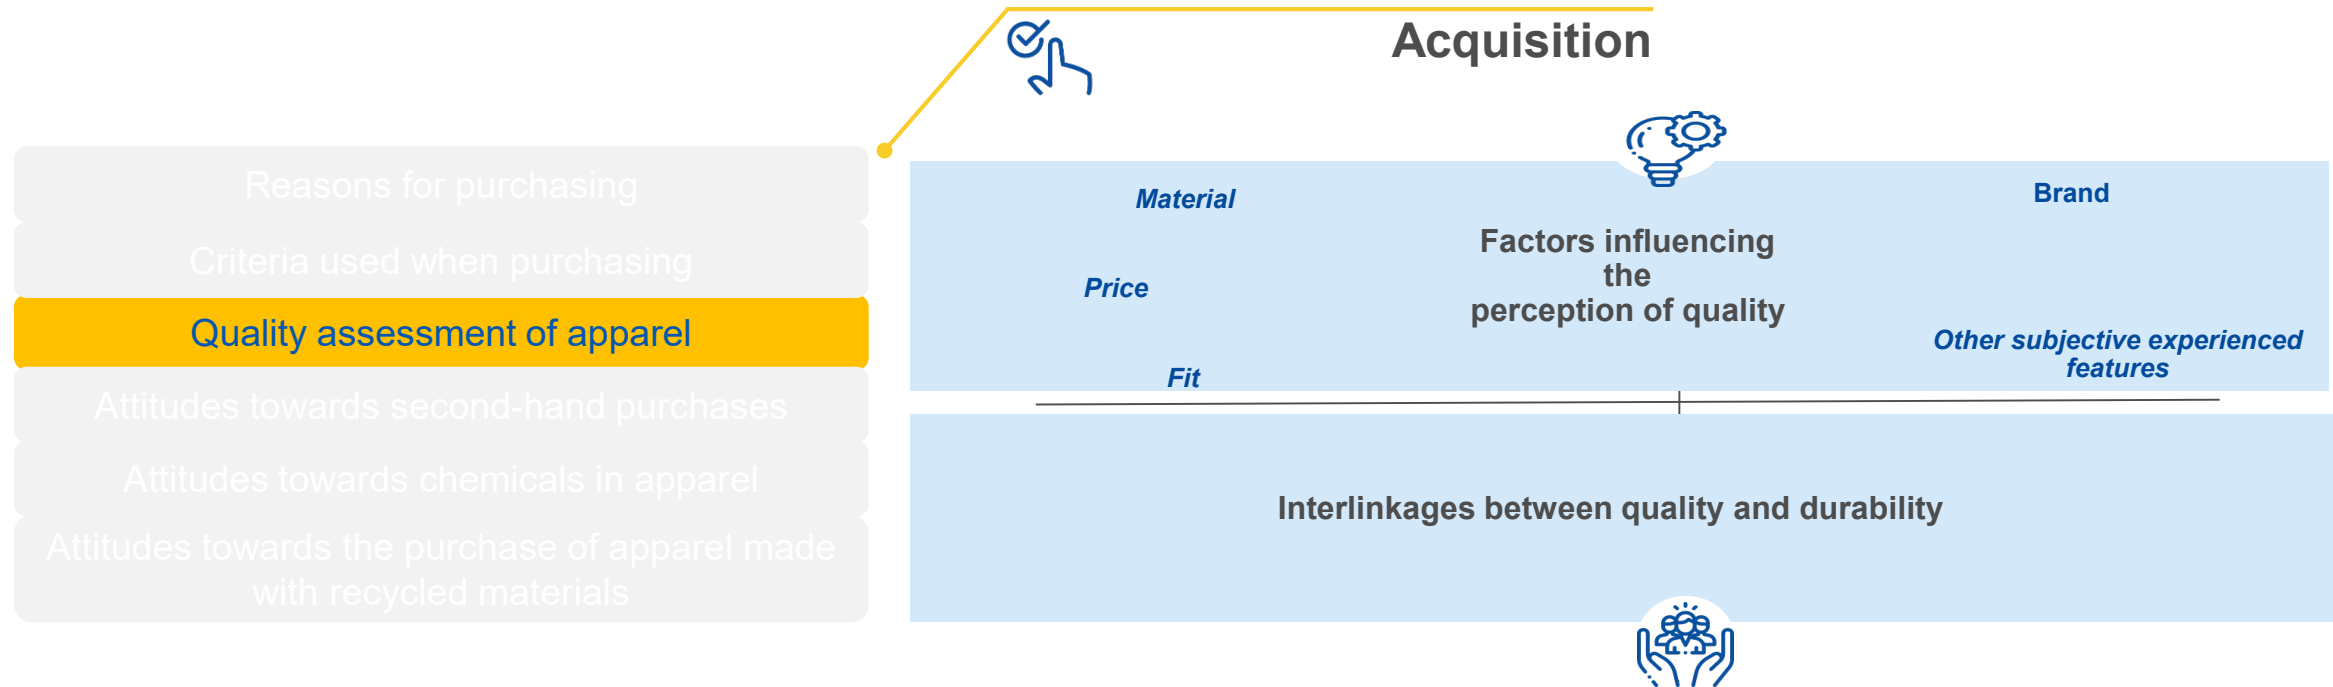 Acquisition
Reasons for purchasing
Criteria used when purchasing
Quality assessment of apparel
Attitudes towards second-hand purchases
Attitudes towards chemicals in apparel
Attitudes towards the purchase of apparel made
with recycled materials
Material
Price
Fit
Factors influencing
the
perception of quality
Brand
Other subjective experienced
features
Interlinkages between quality and durability